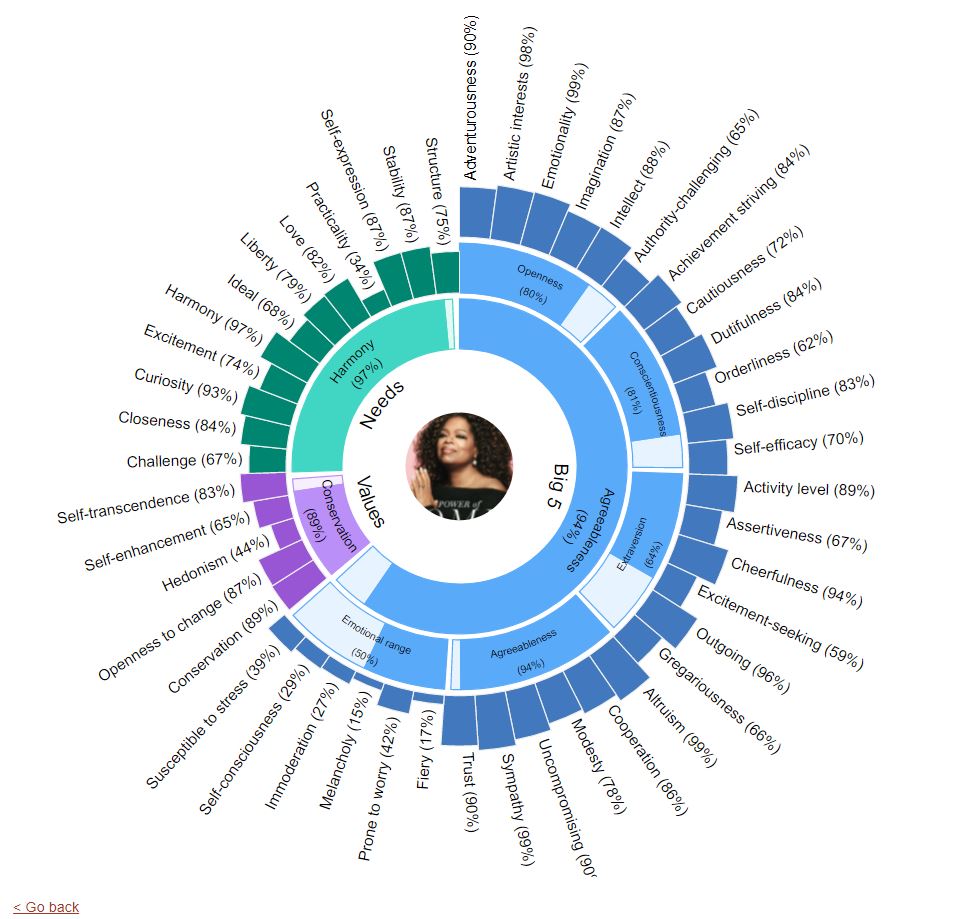 Adventurousness (90%)
Artistic interests (98%)
Emotionality (99%)
Imagination (87%)
Intellect (88%)
Authority-challenging (65%)
Achievement striving (84%)
Cautiousness (72%)
Dutifulness (84%)
Orderliness (62%)
Self-discipline (83%)
Self-efficacy (70%)
Activity level (89%)
Assertiveness (67%)
Cheerfulness (94%)
Excitement-seeking (59%)
Outgoing (96%)
Gregariousness (66%)
Altruism (99%)
Cooperation (86%)
Modesty (78%)
Uncompromising (90%
Sympathy (99%)
Trust (90%)
Fiery (17%)
Prone to worry (42%)
Melancholy (15%)
Immoderation (27%)
Self-consciousness (29%)
Susceptible to stress (39%)
Conservation (89%)
Openness to change (87%)
Hedonism (44%)
Self-enhancement (65%)
Self-transcendence (83%)
Challenge (67%)
Closeness (84%)
Curiosity (93%)
Excitement (74%)
Harmony (97%)
Ideal (68%)
Liberty (79%)
Love (82%)
Practicality (34%)
Self-expression (87%)
Stability (87%)
Structure (75%)
Openness
(80%)
Conscientiousness
(81%)
Extraversion
(64%)
Agreeableness
(94%)
Emotional range
(50%)
Agreeableness
(94%)
Big 5
Conservation
(89%)
Values
Harmony
(97%)
Needs
POWER of
< Go back